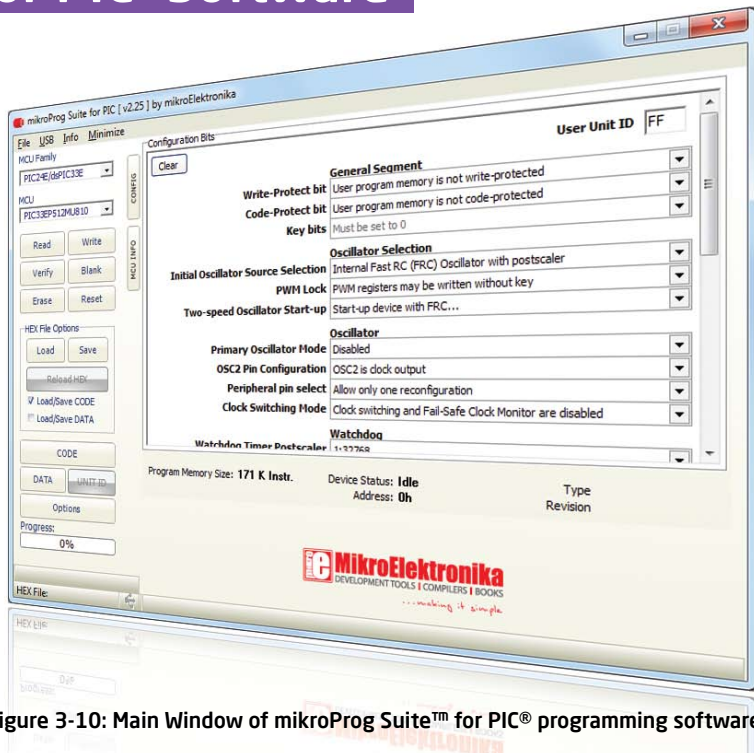 or PIC® Software
mikroProg Suite for PIC [ v2.25 ] by mikroElektronika
File USB Info Minimize
MCU Family
PIC24E/dsPIC33E
MCU
PIC33EP512MU810
Read Write
Verify Blank
Erase Reset
HEX File Options
Load Save
Reload HEX
Load/Save CODE
Load/Save DATA
CODE
DATA UNIT ID
Options
Progress:
0%
HEX File:
CONFIG
MCU INFO
Configuration Bits
Clear
User Unit ID FF
General Segment
Write-Protect bit User program memory is not write-protected
Code-Protect bit User program memory is not code-protected
Key bits Must be set to 0
Oscillator Selection
Initial Oscillator Source Selection Internal Fast RC (FRC) Oscillator with postscaler
PWM Lock PWM registers may be written without key
Two-speed Oscillator Start-up Start-up device with FRC...
Oscillator
Primary Oscillator Mode Disabled
OSC2 Pin Configuration OSC2 is clock output
Peripheral pin select Allow only one reconfiguration
Clock Switching Mode Clock switching and Fail-Safe Clock Monitor are disabled
Watchdog
Watchdog Timer Postscaler 1:32768
Program Memory Size: 171 K Instr.
Device Status: Idle
Address: 0h
Type
Revision
MikroElektronika
DEVELOPMENT TOOLS | COMPILERS | BOOKS
...making it simple
igure 3-10: Main Window of mikroProg Suite™ for PIC® programming software